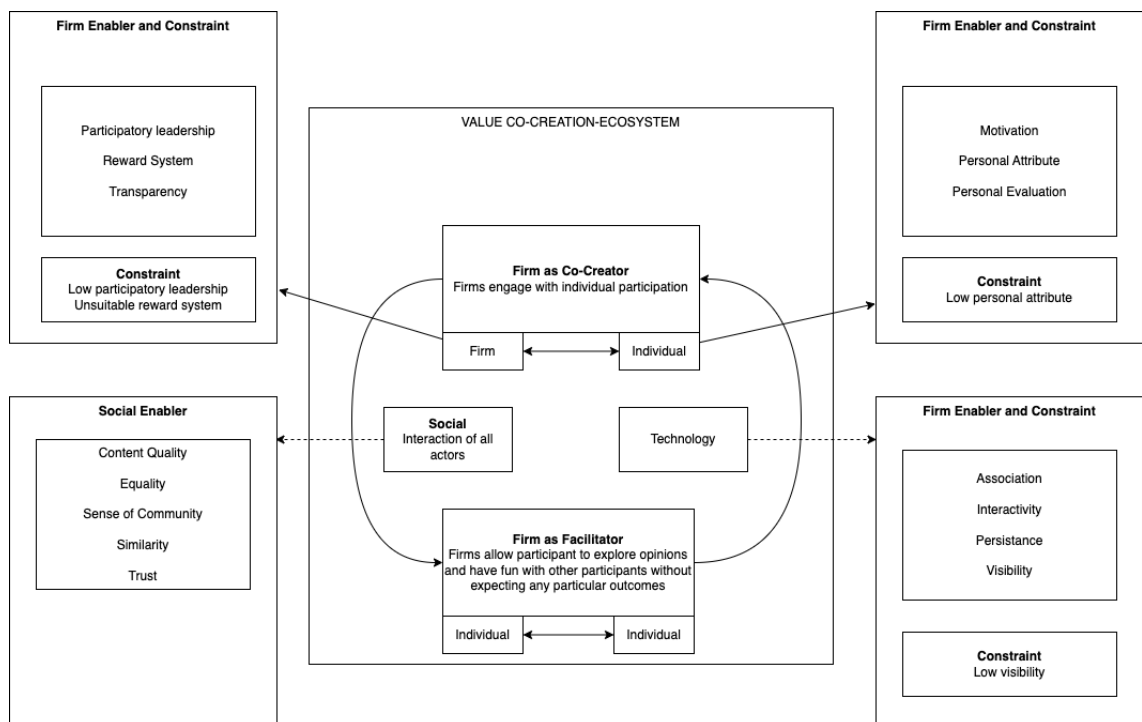 Firm Enabler and Constraint
Participatory leadership
Reward System
Transparency
Constraint
Low participatory leadership
Unsuitable reward system
Social Enabler
Content Quality
Equality
Sense of Community
Similarity
Trust
VALUE CO-CREATION-ECOSYSTEM
Firm as Co-Creator
Firms engage with individual participation
Firm
Individual
Social
Interaction of all
actors
Technology
Firm as Facilitator
Firms allow participant to explore opinions
and have fun with other participants without
expecting any particular outcomes
Individual
Individual
Firm Enabler and Constraint
Motivation
Personal Attribute
Personal Evaluation
Constraint
Low personal attribute
Firm Enabler and Constraint
Association
Interactivity
Persistance
Visibility
Constraint
Low visibility